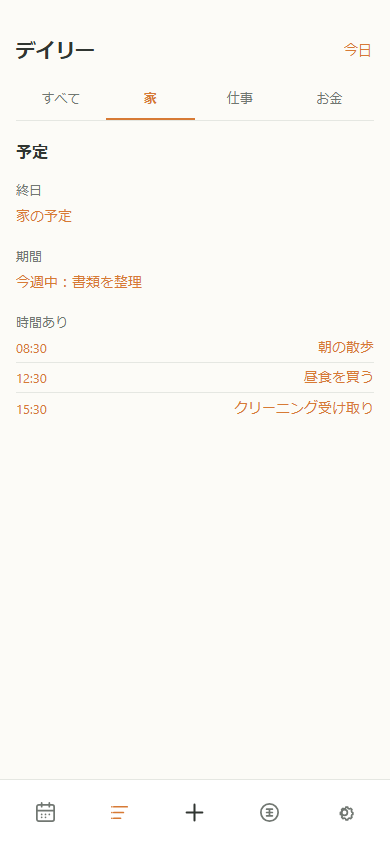 デイリー 今日
すべて 家 仕事 お金
予定
終日
家の予定
期間
今週中：書類を整理
時間あり
08:30 朝の散歩
12:30 昼食を買う
15:30 クリーニング受け取り